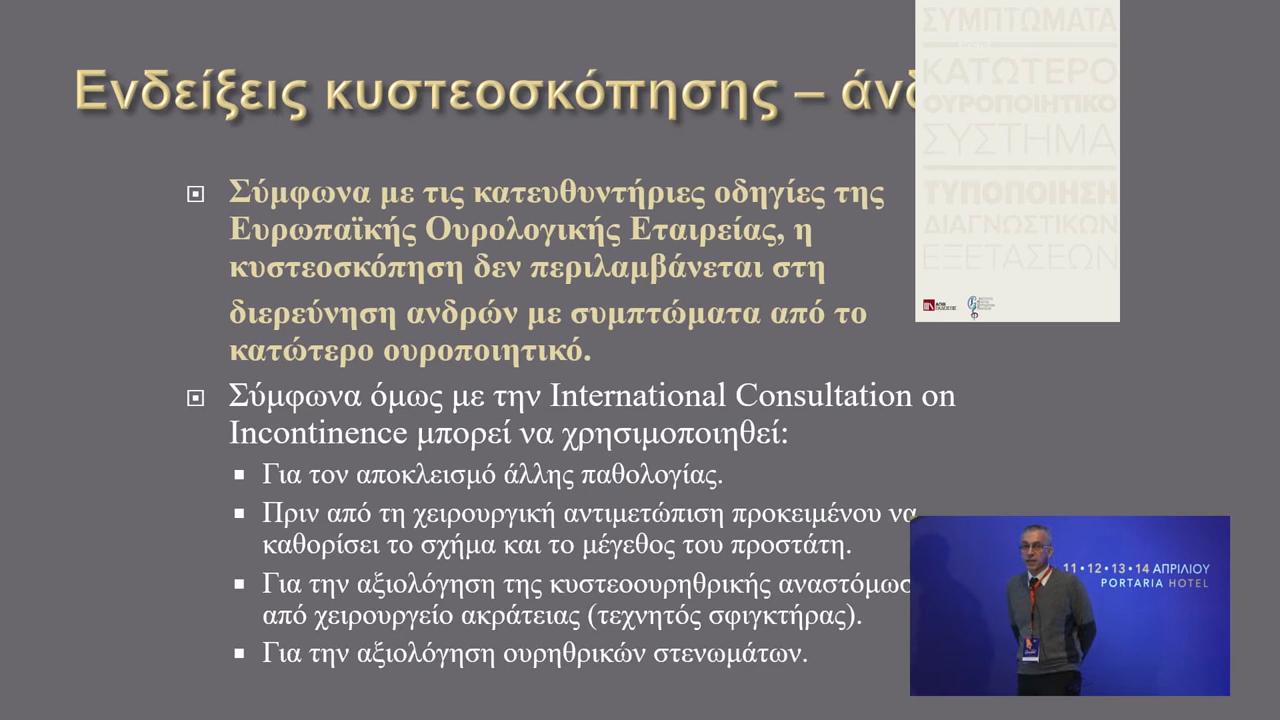 Ενδείξεις κυστεοσκόπησης –
Σύμφωνα με τις κατευθυντήριες οδηγίες της
Ευρωπαϊκής Ουρολογικής Εταιρείας, η
κυστεοσκόπηση δεν περιλαμβάνεται στη
διερεύνηση ανδρών με συμπτώματα από το
κατώτερο ουροποιητικό.
Σύμφωνα όμως με την International Consultation on
Incontinence μπορεί να χρησιμοποιηθεί:
Για τον αποκλεισμό άλλης παθολογίας.
Πριν από τη χειρουργική αντιμετώπιση προκειμένου να
καθορίσει το σχήμα και το μέγεθος του προστάτη.
Για την αξιολόγηση της κυστεοουρηθρικής
από χειρουργείο ακράτειας (τεχνητός σφιγκτήρας).
Για την αξιολόγηση ουρηθρικών στενωμάτων.
ΣΥΜΠΤΩΜΑΤΑ
ΚΑΤΩΤΕΡΟ
ΟΥΡΟΠΟΙΗΤΙΚΟ
ΣΥΣΤΗΜΑ
ΤΥΠΟΠΟΙΗΣΗ
ΔΙΑΓΝΩΣΤΙΚΩΝ
ΕΞΕΤΑΣΕΩΝ
11 • 12 • 13 • 14 ΑΠΡΙΛΙΟΥ
PORTARIA HOTEL